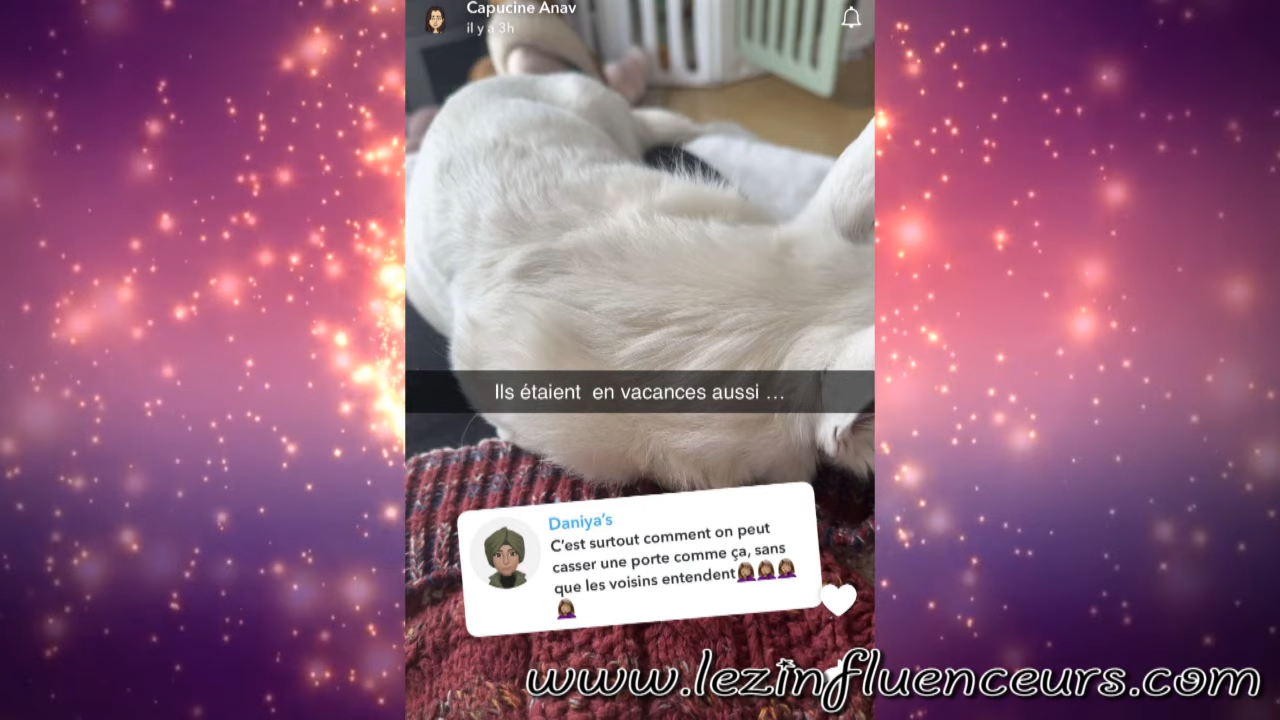 Capucine Anav
il y a 3h
Ils étaient  en vacances aussi ...
Daniya's
C'est surtout comment on peut
casser une porte comme ça, sans
que les voisins entendent🤦🏽‍♀️🤦🏽‍♀️🤦🏽‍♀️
🤦🏽‍♀️
www.lezinfluenceurs.com